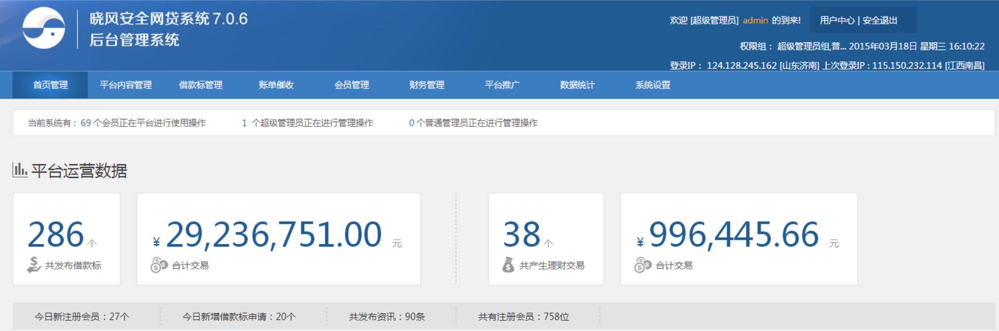 晓风安全网贷系统 7.0.6
后台管理系统
欢迎 [超级管理员] admin 的到来!
用户中心 | 安全退出
权限组： 超级管理员组,普... 2015年03月18日 星期三 16:10:22
登录IP： 124.128.245.162 [山东济南] 上次登录IP : 115.150.232.114 [江西南昌]
首页管理 平台内容管理 借款标管理 账单催收 会员管理 财务管理 平台推广 数据统计 系统设置
当前系统有 : 69 个会员正在平台进行使用操作 1 个超级管理员正在进行管理操作 0 个普通管理员正在进行管理操作
平台运营数据
286 个
共发布借款标
¥ 29,236,751.00 元
合计交易
38 个
共产生理财交易
¥ 996,445.66 元
合计交易
今日新注册会员：27个 今日新增借款标申请：20个 共发布资讯：90条 共有注册会员：758位